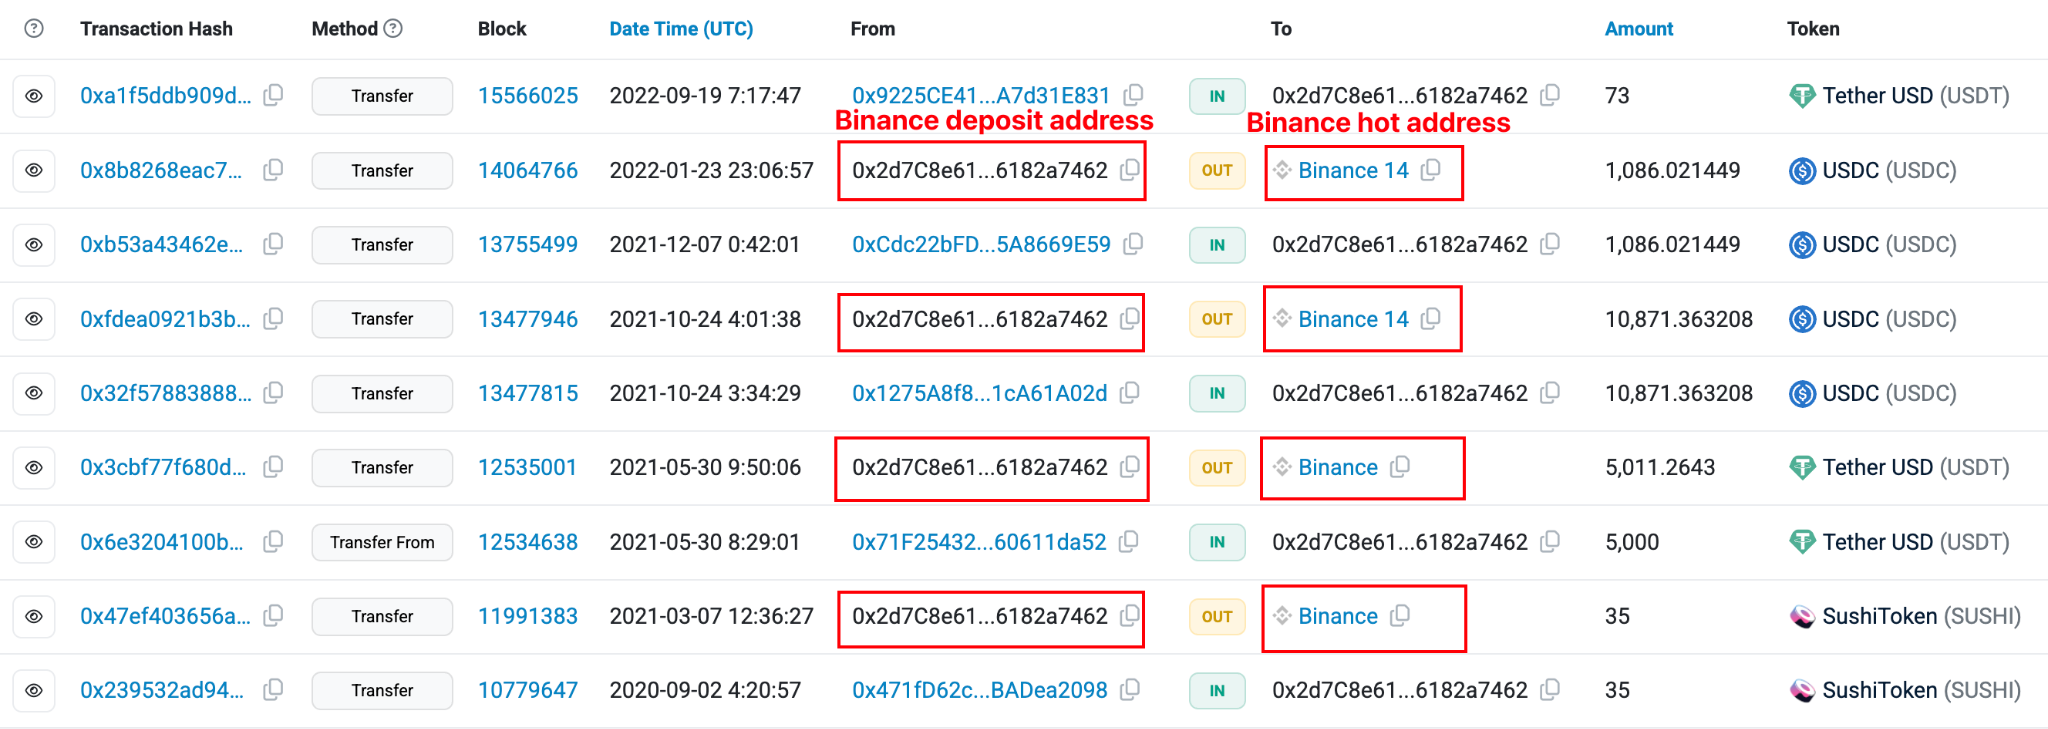 Transaction Hash Method Block Date Time (UTC) From To Amount Token
0xa1f5ddb909d... Transfer 15566025 2022-09-19 7:17:47 0x9225CE41...A7d31E831 IN 0x2d7C8e61...6182a7462 73 Tether USD (USDT)
Binance deposit address Binance hot address
0x8b8268eac7... Transfer 14064766 2022-01-23 23:06:57 0x2d7C8e61...6182a7462 OUT Binance 14 1,086.021449 USDC (USDC)
0xb53a43462e... Transfer 13755499 2021-12-07 0:42:01 0xCdc22bFD...5A8669E59 IN 0x2d7C8e61...6182a7462 1,086.021449 USDC (USDC)
0xfdea0921b3b... Transfer 13477946 2021-10-24 4:01:38 0x2d7C8e61...6182a7462 OUT Binance 14 10,871.363208 USDC (USDC)
0x32f57883888... Transfer 13477815 2021-10-24 3:34:29 0x1275A8f8...1cA61A02d IN 0x2d7C8e61...6182a7462 10,871.363208 USDC (USDC)
0x3cbf77f680d... Transfer 12535001 2021-05-30 9:50:06 0x2d7C8e61...6182a7462 OUT Binance 5,011.2643 Tether USD (USDT)
0x6e3204100b... Transfer From 12534638 2021-05-30 8:29:01 0x71F25432...60611da52 IN 0x2d7C8e61...6182a7462 5,000 Tether USD (USDT)
0x47ef403656a... Transfer 11991383 2021-03-07 12:36:27 0x2d7C8e61...6182a7462 OUT Binance 35 SushiToken (SUSHI)
0x239532ad94... Transfer 10779647 2020-09-02 4:20:57 0x471fD62c...BADea2098 IN 0x2d7C8e61...6182a7462 35 SushiToken (SUSHI)